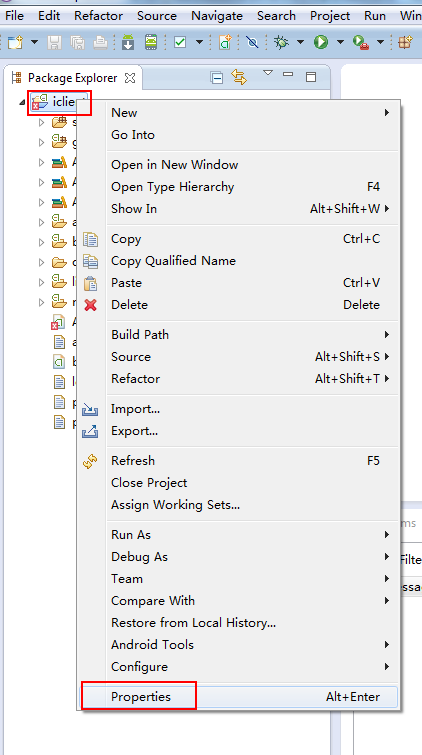 File Edit Refactor Source Navigate Search Project Run
Package Explorer
New
Go Into
Open in New Window
Open Type Hierarchy F4
Show In Alt+Shift+W
Copy Ctrl+C
Copy Qualified Name
Paste Ctrl+V
Delete Delete
Build Path
Source Alt+Shift+S
Refactor Alt+Shift+T
Import...
Export...
Refresh F5
Close Project
Assign Working Sets...
Run As
Debug As
Team
Compare With
Restore from Local History...
Android Tools
Configure
Properties Alt+Enter